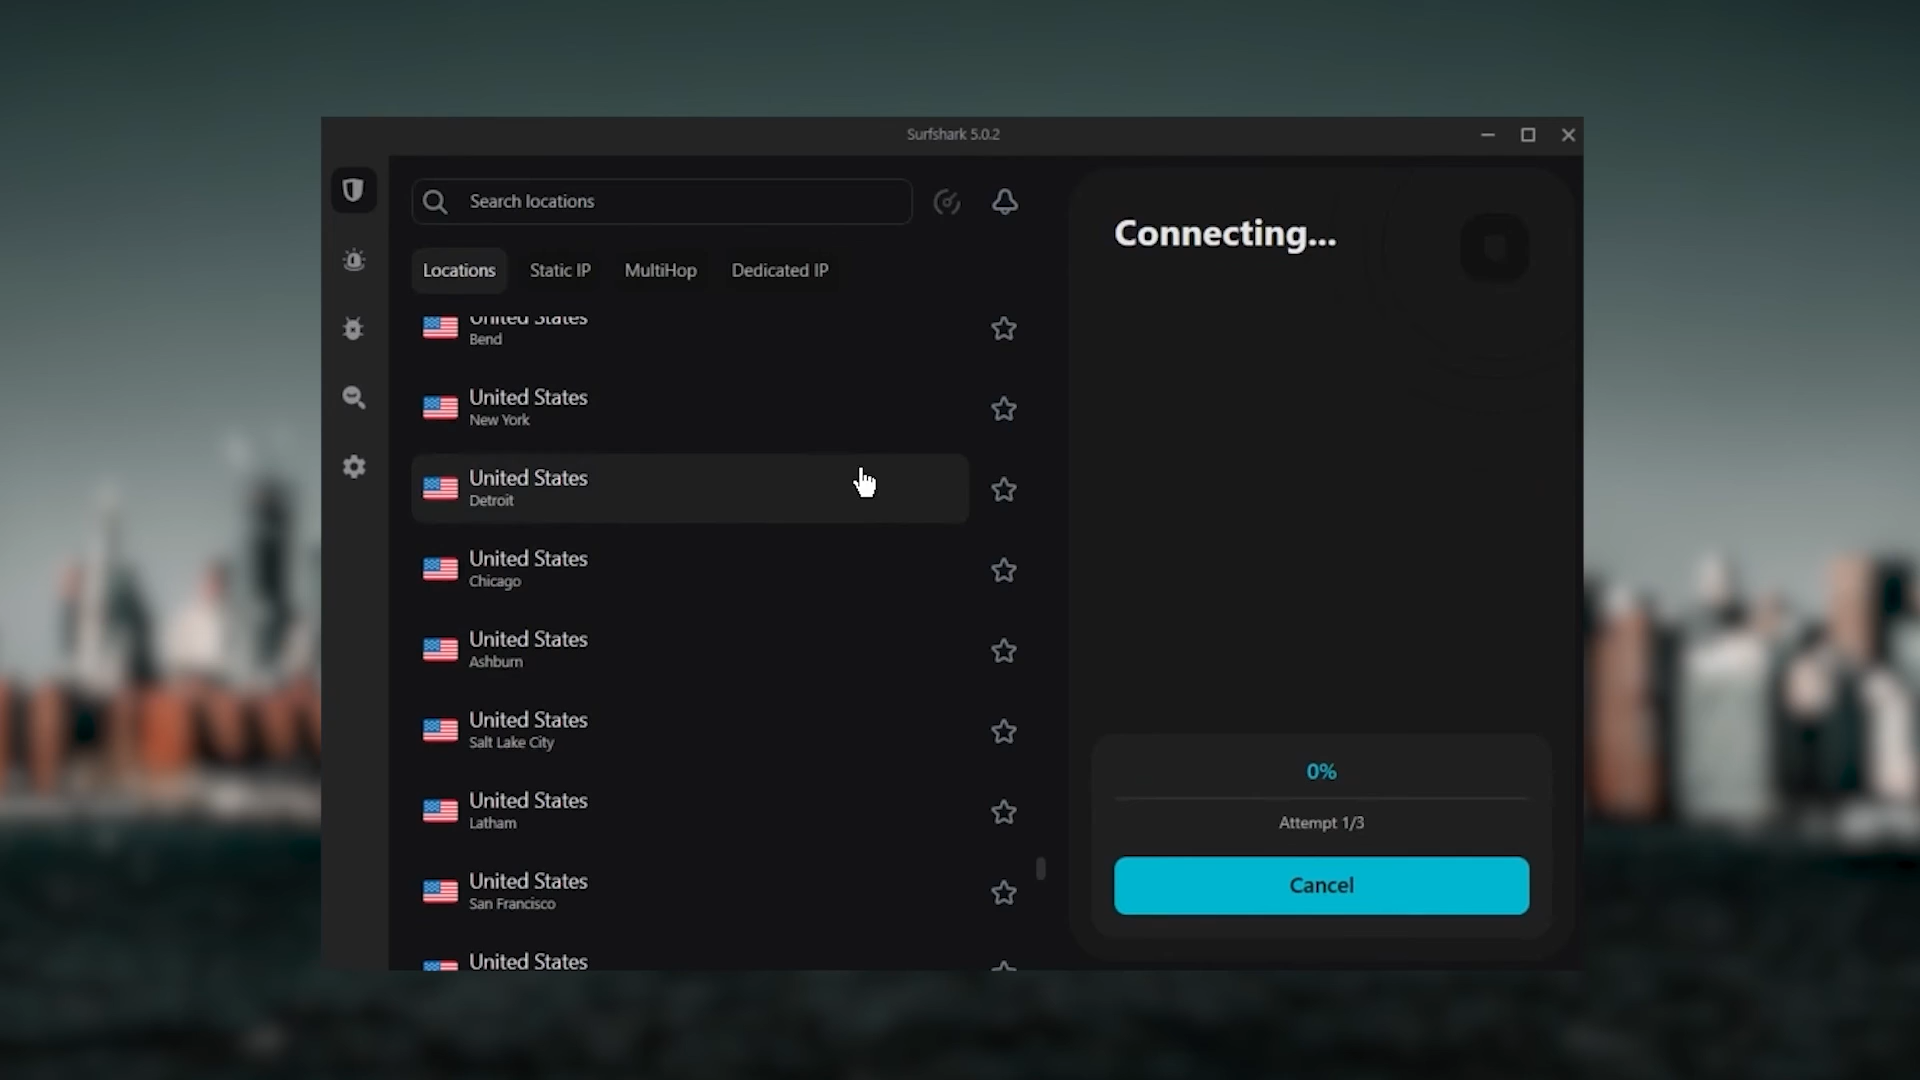 Surfshark 5.0.2
Search locations
Locations
Static IP
MultiHop
Dedicated IP
United States
Bend
United States
New York
United States
Detroit
United States
Chicago
United States
Ashburn
United States
Salt Lake City
United States
Latham
United States
San Francisco
United States
Connecting...
0%
Attempt 1/3
Cancel